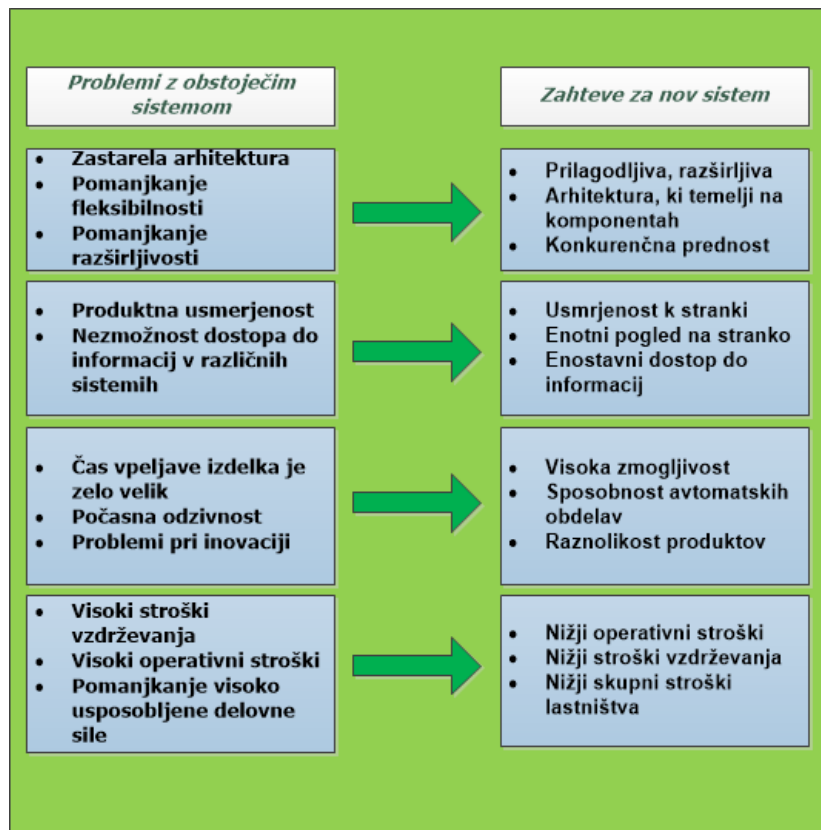 Problemi z obstoječim
sistemom
Zahteve za nov sistem
• Zastarela arhitektura
• Pomanjkanje
fleksibilnosti
• Pomanjkanje
razširljivosti
• Prilagodljiva, razširljiva
• Arhitektura, ki temelji na
komponentah
• Konkurenčna prednost
• Produktna usmerjenost
• Nezmožnost dostopa do
informacij v različnih
sistemih
• Usmrjenost k stranki
• Enotni pogled na stranko
• Enostavni dostop do
informacij
• Čas vpeljave izdelka je
zelo velik
• Počasna odzivnost
• Problemi pri inovaciji
• Visoka zmogljivost
• Sposobnost avtomatskih
obdelav
• Raznolikost produktov
• Visoki stroški
vzdrževanja
• Visoki operativni stroški
• Pomanjkanje visoko
usposobljene delovne
sile
• Nižji operativni stroški
• Nižji stroški vzdrževanja
• Nižji skupni stroški
lastništva